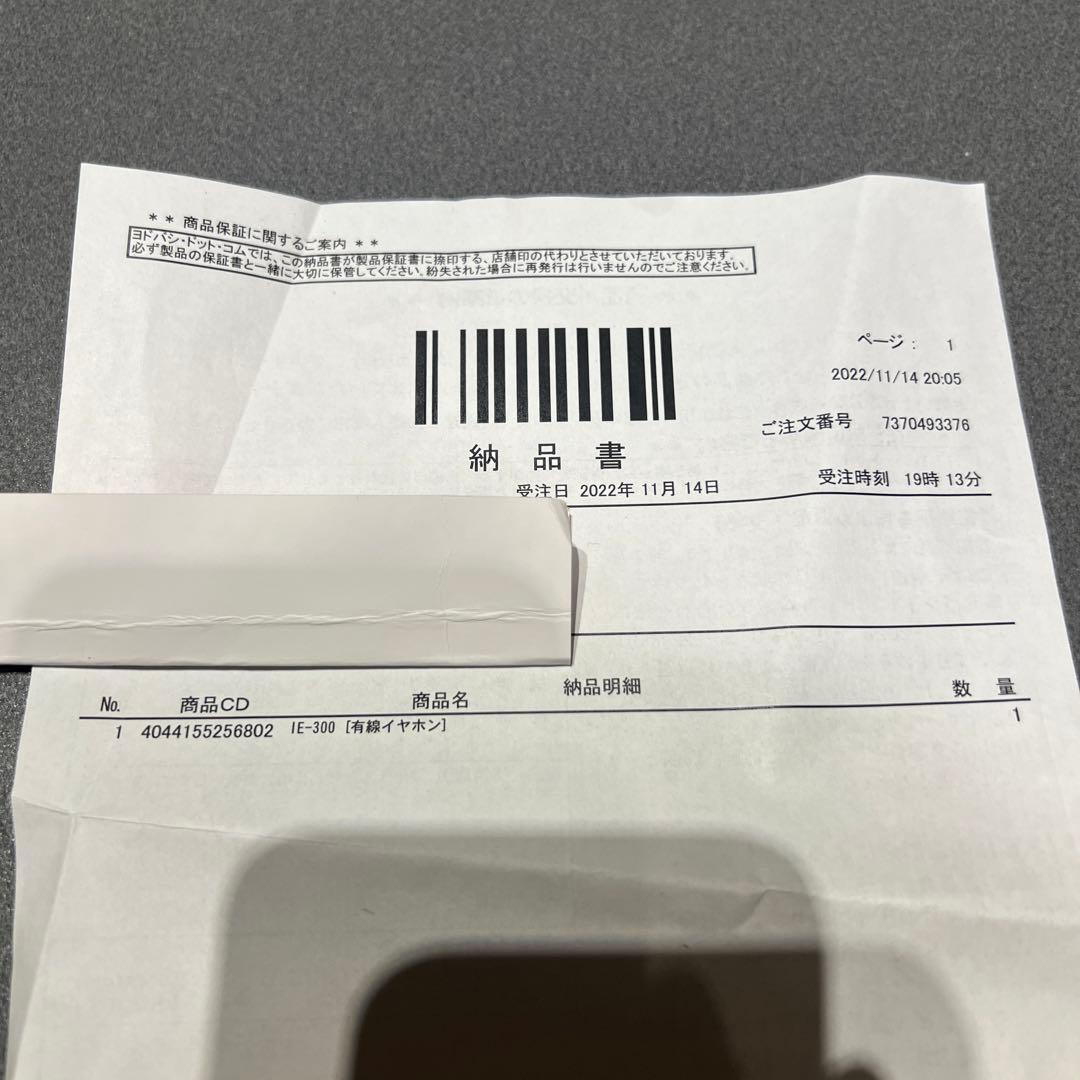 ** 商品保証に関するご案内 **
ヨドバシ・ドット・コムでは、この納品書が製品保証書に捺印する、店舗印の代わりとさせていただいております。
必ず製品の保証書と一緒に大切に保管してください。紛失された場合に再発行は行いませんのでご注意ください。
ページ: 1
2022/11/14 20:05
ご注文番号 7370493376
納品書
受注日 2022年 11月 14日 受注時刻 19時 13分
納品明細
No. 商品CD 商品名 数量
1 4044155256802 IE-300 [有線イヤホン] 1